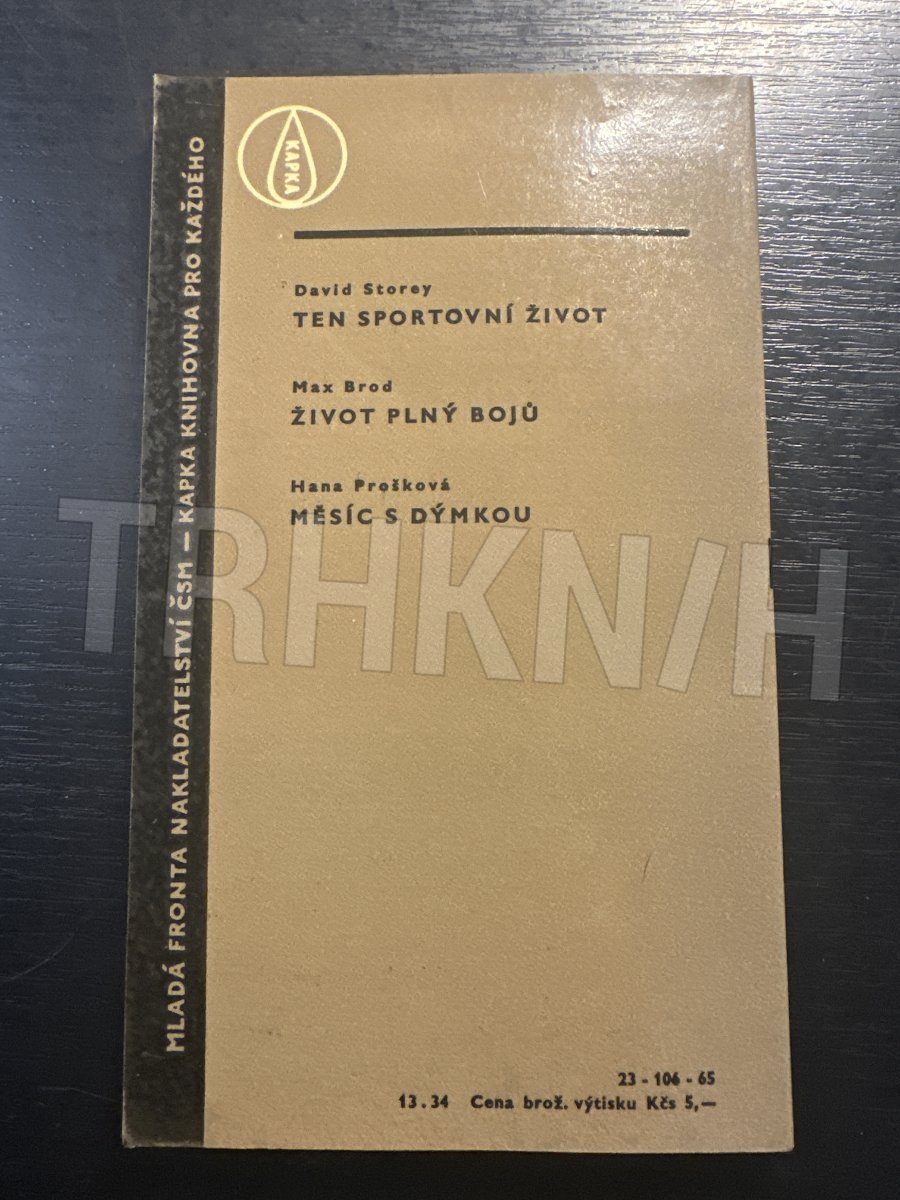 KAPKA
MLADÁ FRONTA NAKLADATELSTVÍ ČSM — KAPKA KNIHOVNA PRO KAŽDÉHO
David Storey
TEN SPORTOVNÍ ŽIVOT
Max Brod
ŽIVOT PLNÝ BOJŮ
Hana Prošková
MĚSÍC S DÝMKOU
TRHKN/H
23 - 106 - 65
13.34 Cena brož. výtisku Kčs 5,—